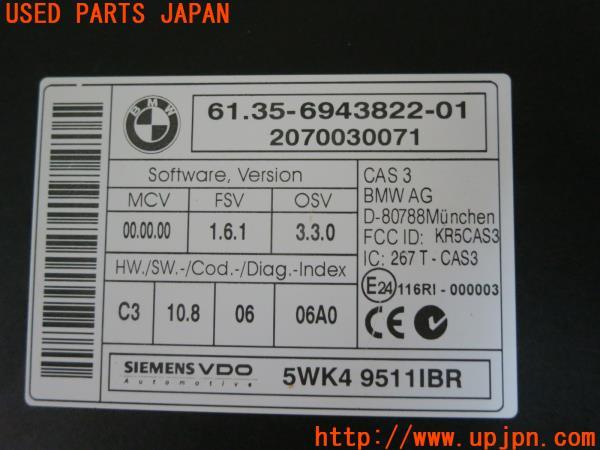 USED PARTS JAPAN
BMW
61.35-6943822-01
2070030071
Software, Version
MCV FSV OSV
00.00.00 1.6.1 3.3.0
HW./SW.-/Cod.-/Diag.-Index
C3 10.8 06 06A0
CAS 3
BMW AG
D-80788München
FCC ID: KR5CAS3
IC: 267 T - CAS3
E24 116RI - 000003
CE
N
SIEMENS VDO
Automotive
5WK4 9511IBR
http://www.upjpn.com/